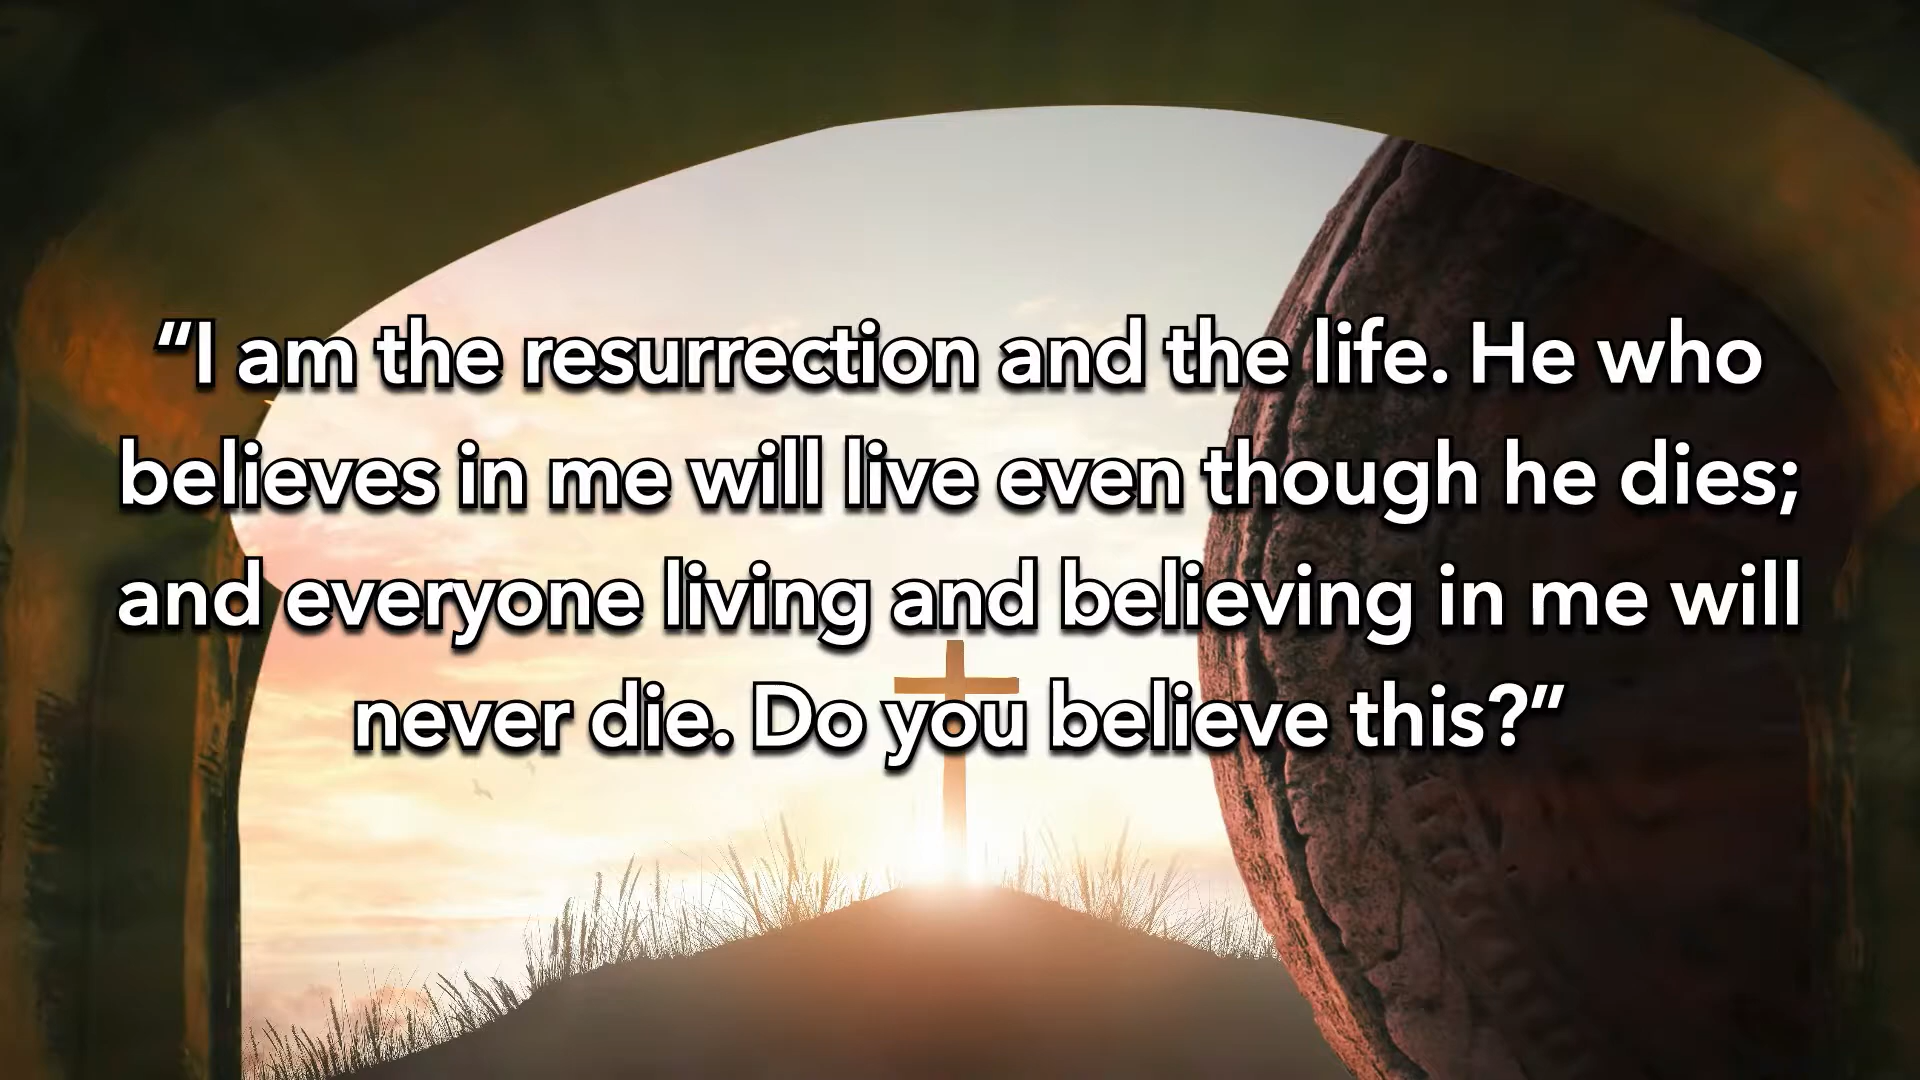 “I am the resurrection and the life. He who
believes in me will live even though he dies;
and everyone living and believing in me will
never die. Do you believe this?”